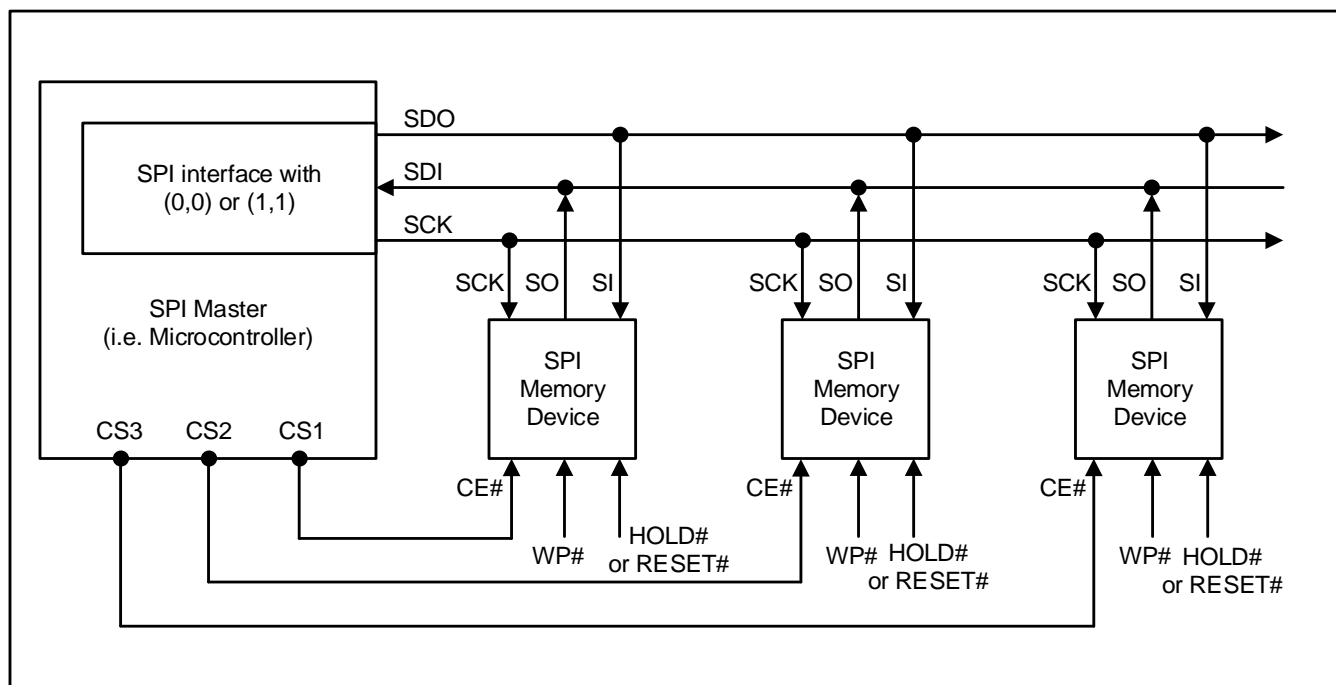 SDO
SDI
SCK
SPI interface with
(0,0) or (1,1)
SPI Master
(i.e. Microcontroller)
CS3
CS2
CS1
SCK
SO
SI
SPI
Memory
Device
CE#
WP#
HOLD#
or RESET#
SCK
SO
SI
SPI
Memory
Device
CE#
WP#
HOLD#
or RESET#
SCK
SO
SI
SPI
Memory
Device
CE#
WP#
HOLD#
or RESET#